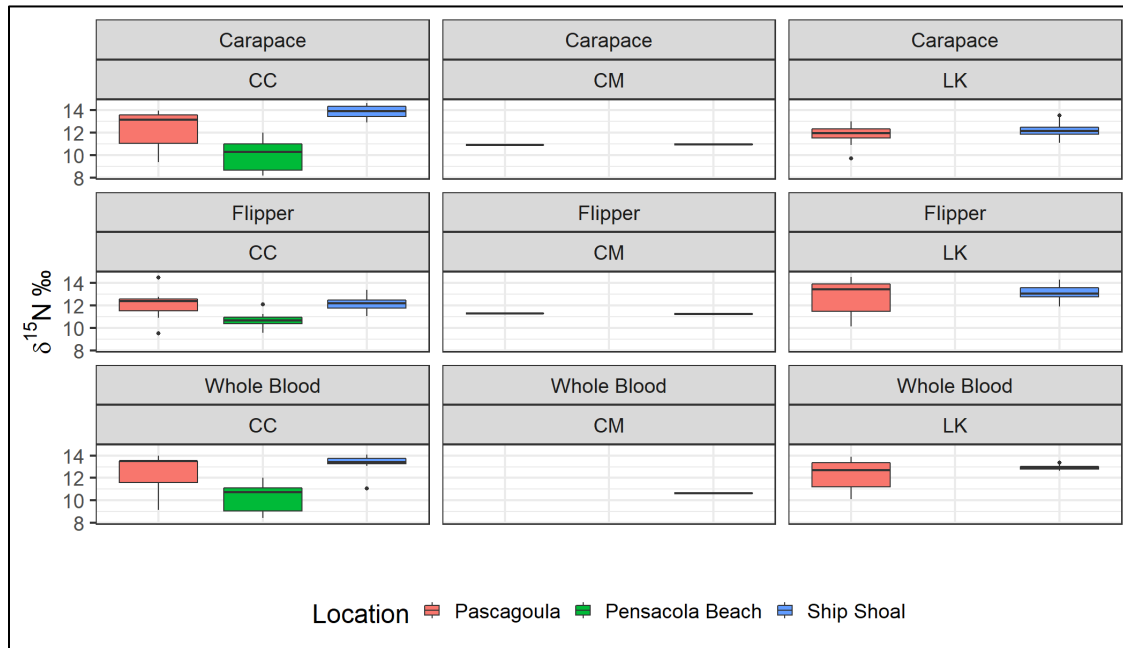 Carapace Carapace Carapace
CC CM LK
14
12
10
8
Flipper Flipper Flipper
CC CM LK
14
12
10
8
Whole Blood Whole Blood Whole Blood
CC CM LK
14
12
10
8
δ¹⁵N ‰
Location Pascagoula Pensacola Beach Ship Shoal